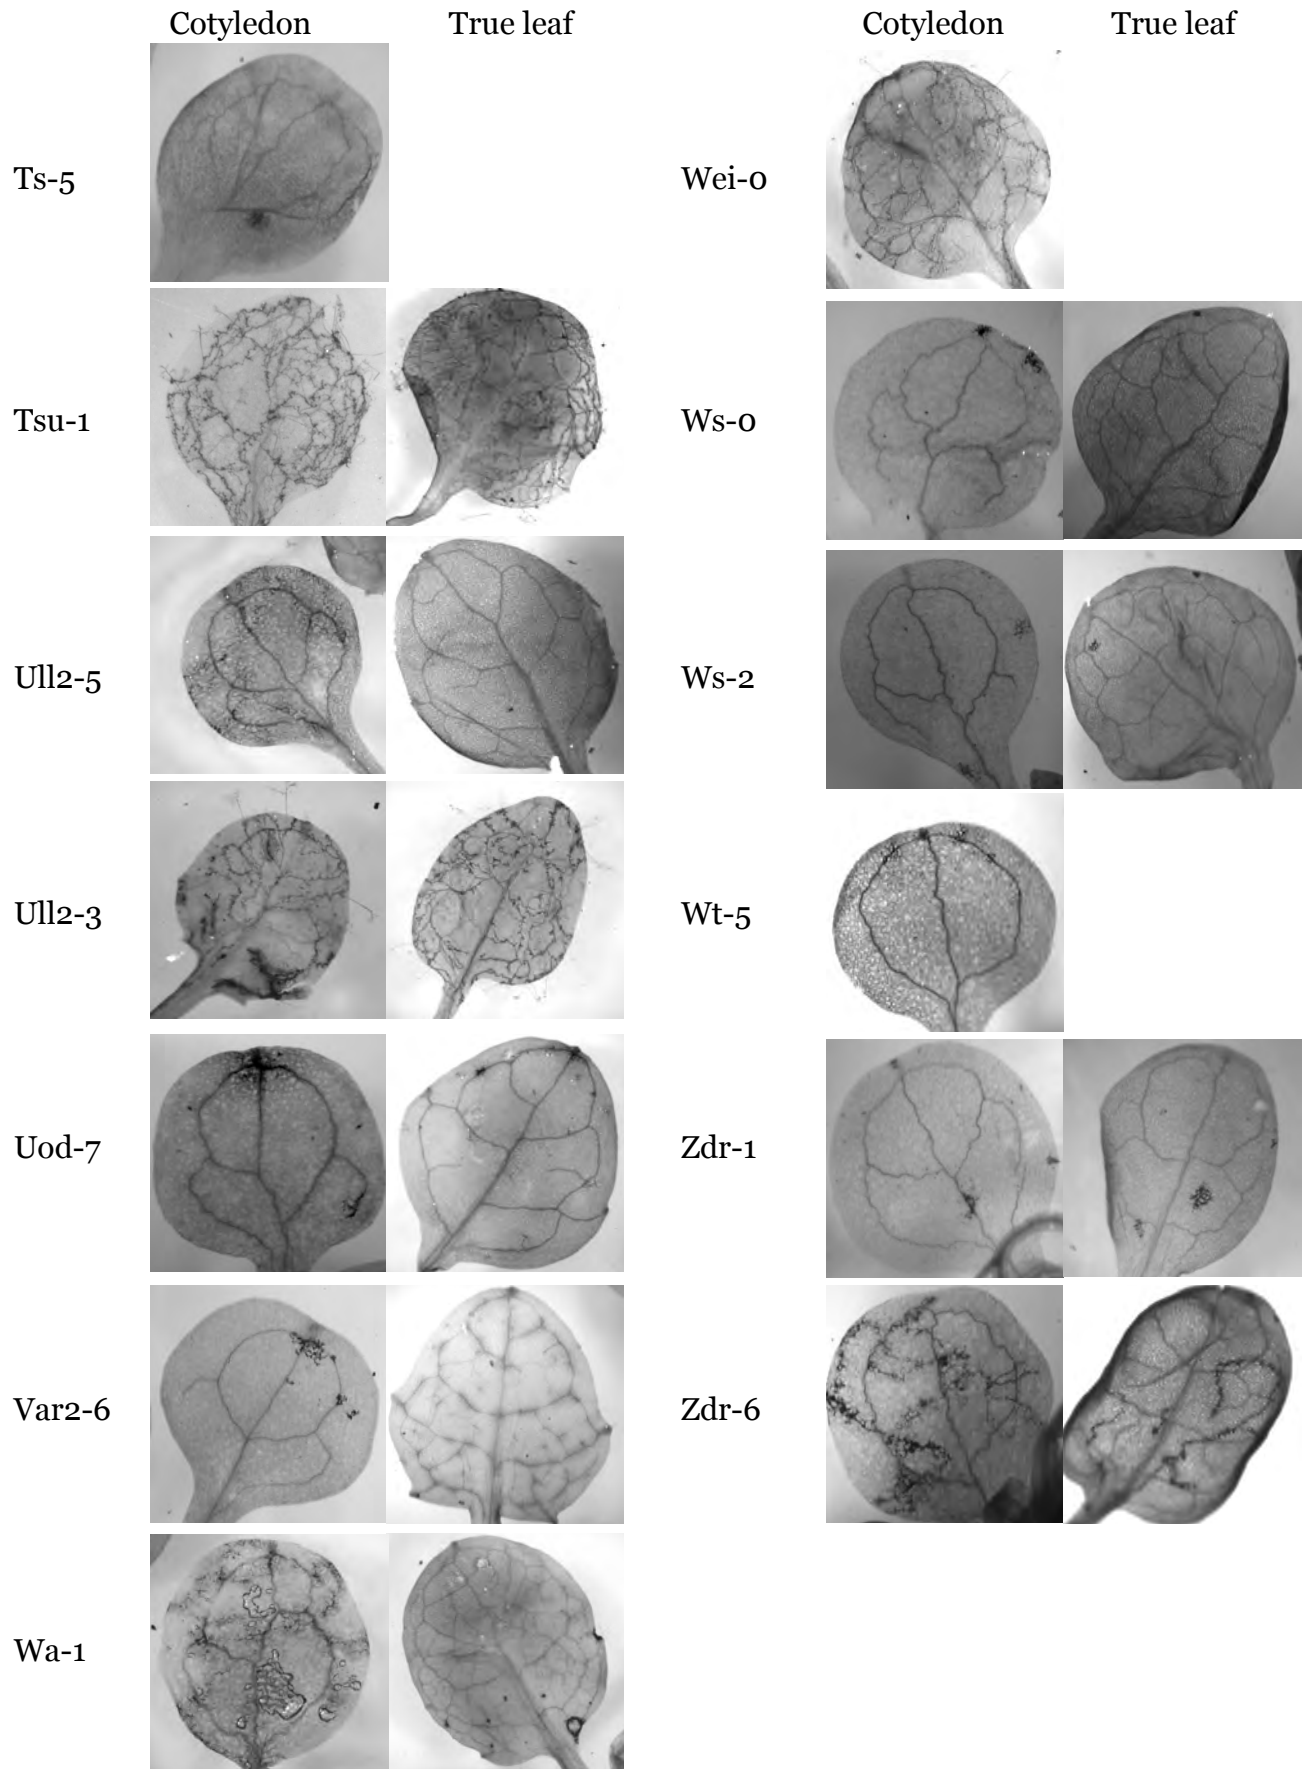 Cotyledon True leaf Cotyledon True leaf
Ts-5 Wei-0
Tsu-1 Ws-0
Ull2-5 Ws-2
Ull2-3 Wt-5
Uod-7 Zdr-1
Var2-6 Zdr-6
Wa-1